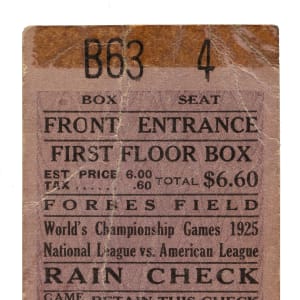 B63 4
BOX SEAT
FRONT ENTRANCE
FIRST FLOOR BOX
EST PRICE 6.00
TAX ...... .60 TOTAL $6.60
FORBES FIELD
World's Championship Games 1925
National League vs. American League
RAIN CHECK
GAME RETAIN THIS CHECK